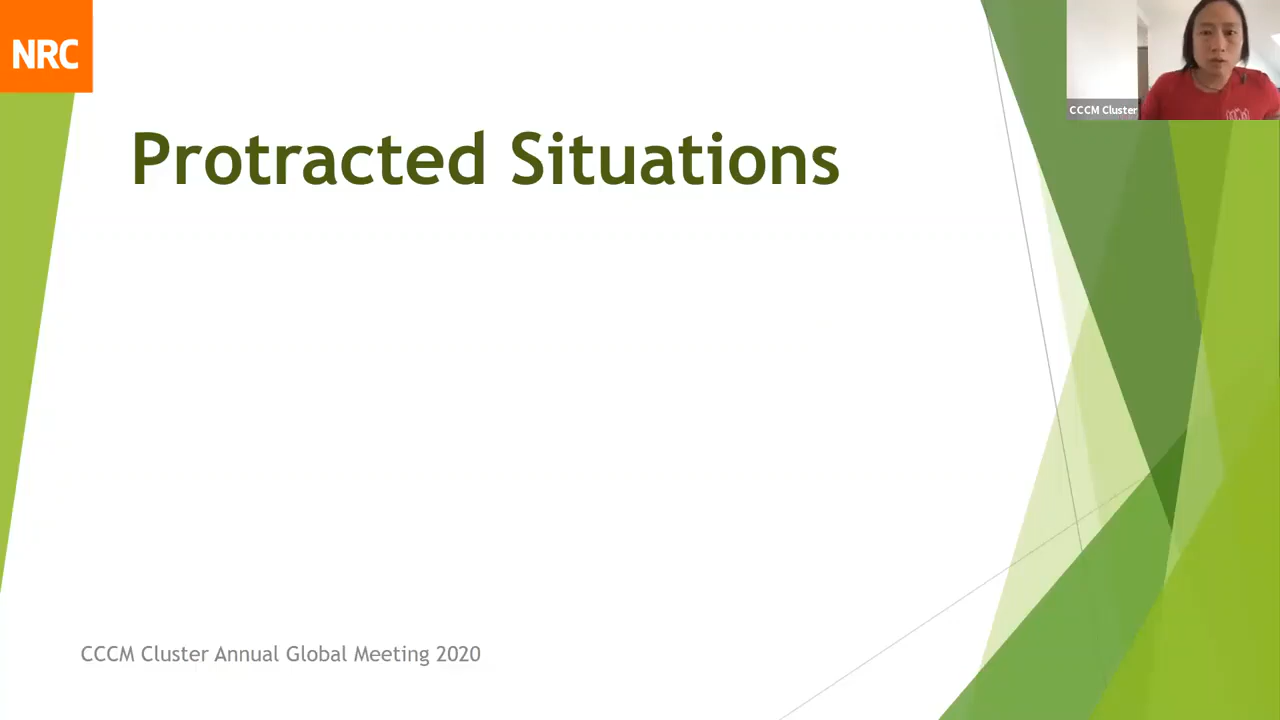 NRC
CCCM Cluster
Protracted Situations
CCCM Cluster Annual Global Meeting 2020